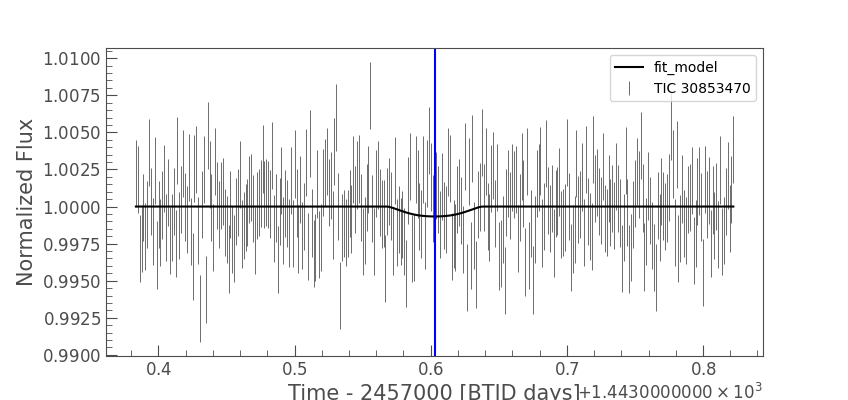 1.0100
1.0075
1.0050
1.0025
1.0000
0.9975
0.9950
0.9925
0.9900
Normalized Flux
fit_model
TIC 30853470
0.4 0.5 0.6 0.7 0.8
Time - 2457000 [BTJD days]
+1.4430000000 × 10³